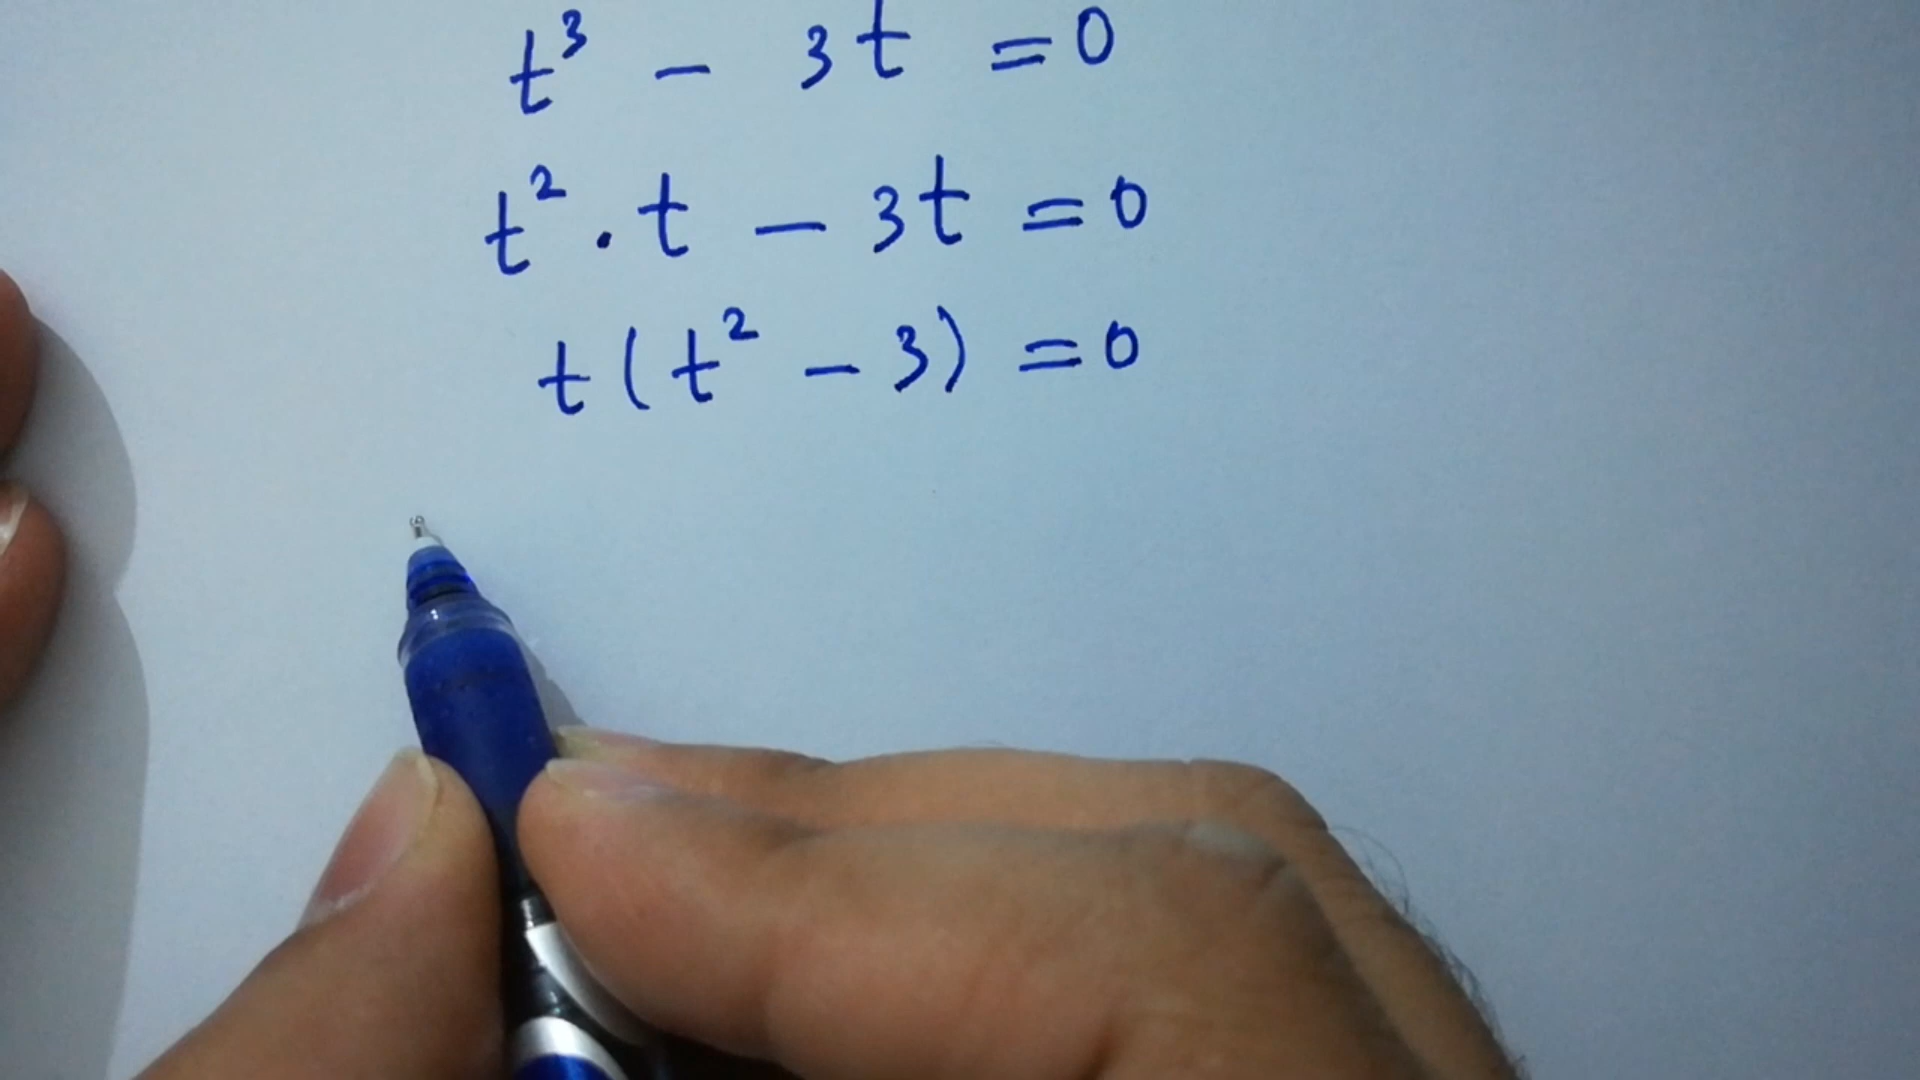 t³ - 3t = 0
t² · t - 3t = 0
t(t² - 3) = 0